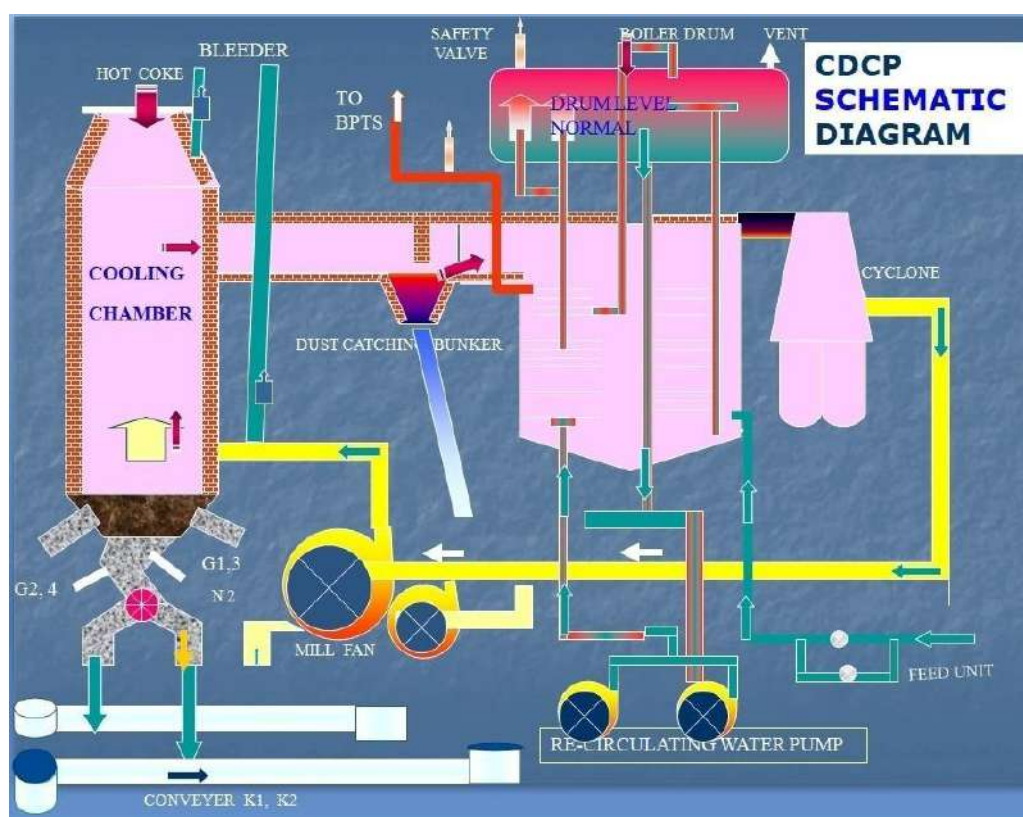 BLEEDER
HOT COKE
SAFETY
VALVE
BOILER DRUM
VENT
CDCP
SCHEMATIC
DIAGRAM
TO
BPTS
DRUM LEVEL
NORMAL
COOLING
CHAMBER
CYCLONE
DUST CATCHING BUNKER
G1,3
G2, 4
N 2
MILL FAN
FEED UNIT
RE-CIRCULATING WATER PUMP
CONVEYER K1, K2